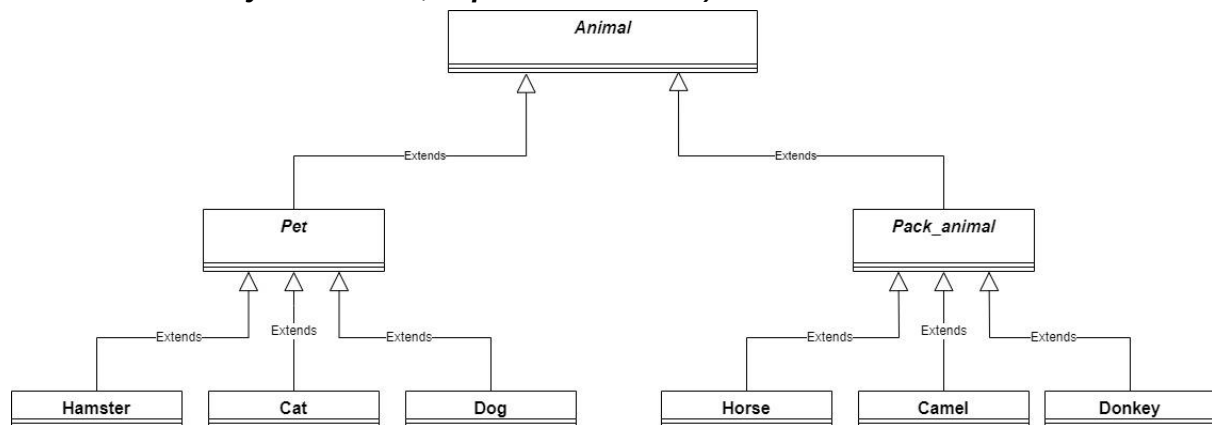 Animal
Extends Extends
Pet Pack_animal
Extends Extends Extends Extends Extends Extends
Hamster Cat Dog Horse Camel Donkey